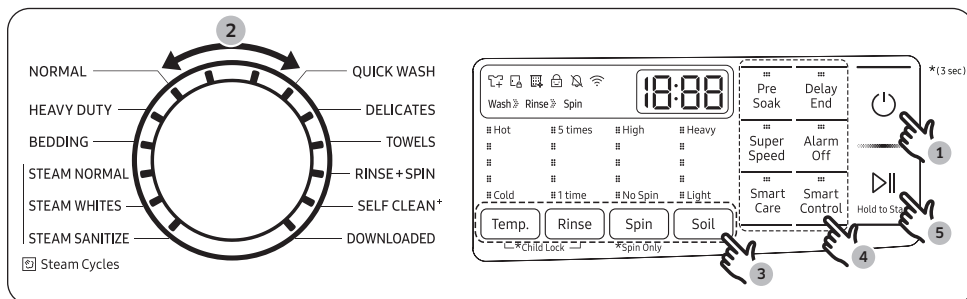 2
NORMAL
HEAVY DUTY
BEDDING
STEAM NORMAL
STEAM WHITES
STEAM SANITIZE
Steam Cycles
QUICK WASH
DELICATES
TOWELS
RINSE+SPIN
SELF CLEAN+
DOWNLOADED
Wash» Rinse» Spin
18:88
Hot 5 times High Heavy
Cold 1 time No Spin Light
Temp. Rinse Spin Soil
*Child Lock *Spin Only
3
Pre Soak
Delay End
Super Speed
Alarm Off
Smart Care
Smart Control
4
*(3 sec)
1
Hold to Sta
5